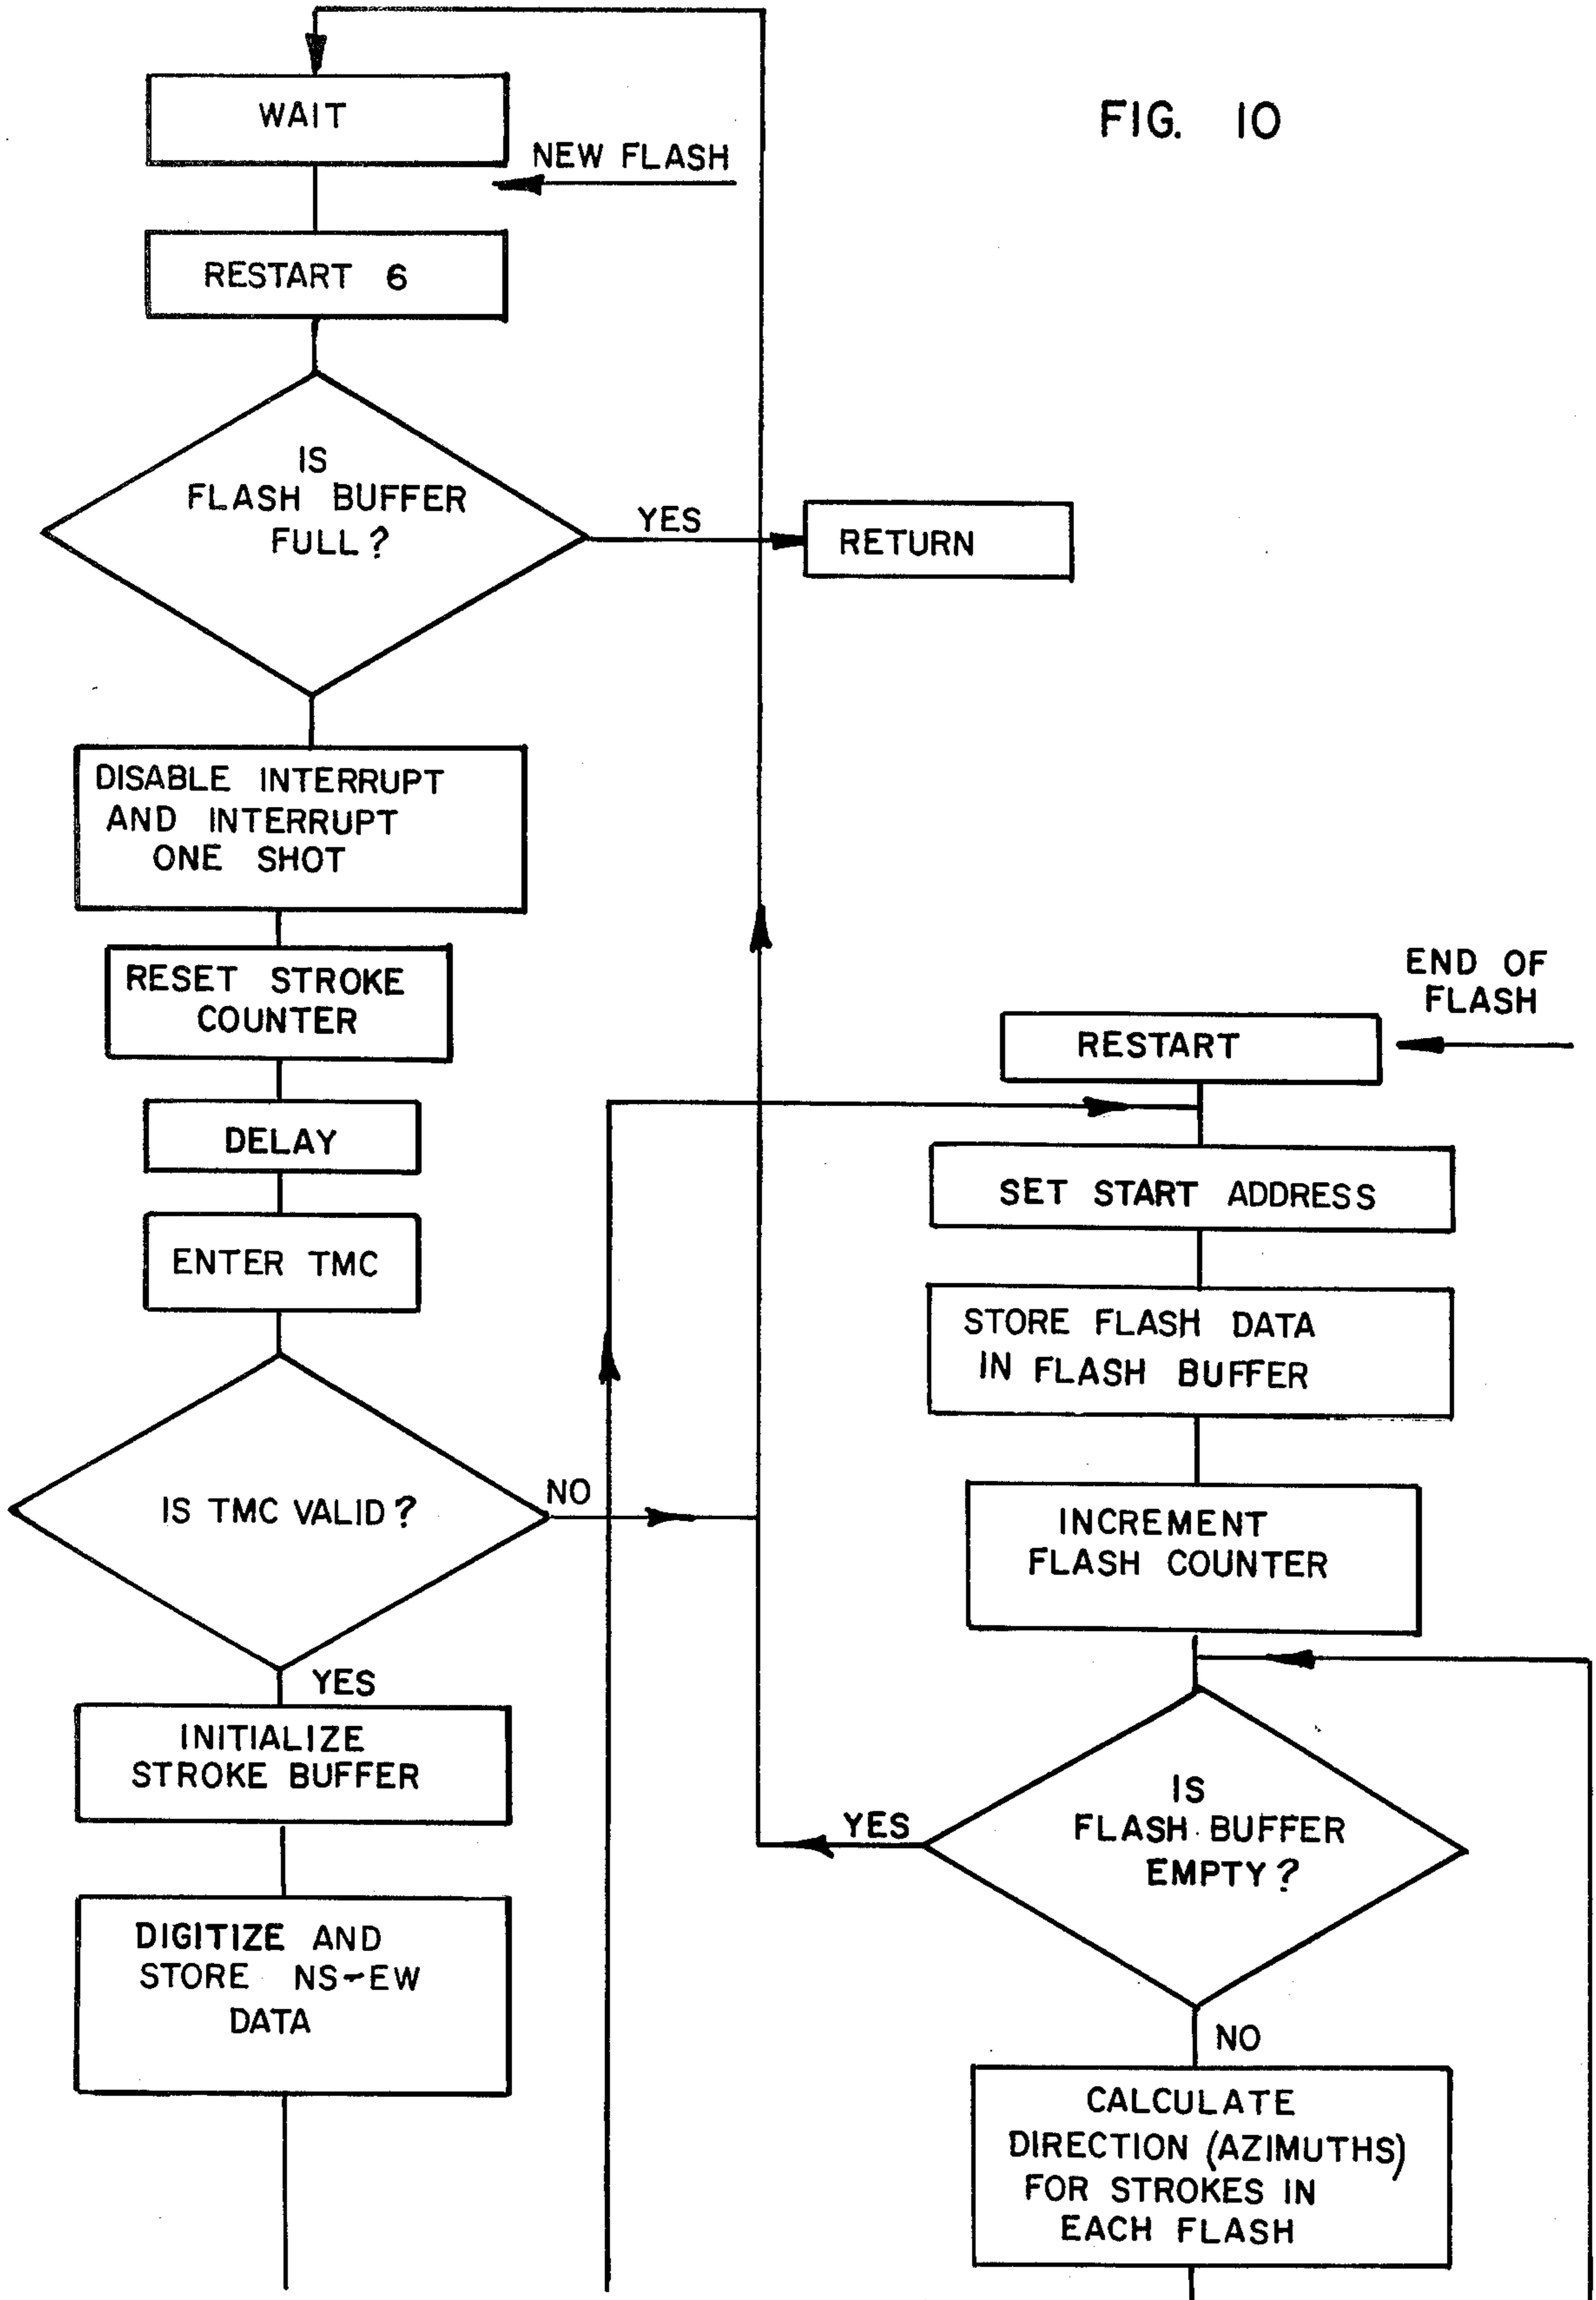 FIG. 10
WAIT
NEW FLASH
RESTART 6
IS
FLASH BUFFER
FULL?
YES
RETURN
DISABLE INTERRUPT
AND INTERRUPT
ONE SHOT
RESET STROKE
COUNTER
DELAY
ENTER TMC
IS TMC VALID?
NO
YES
INITIALIZE
STROKE BUFFER
DIGITIZE AND
STORE NS-EW
DATA
END OF
FLASH
RESTART
SET START ADDRESS
STORE FLASH DATA
IN FLASH BUFFER
INCREMENT
FLASH COUNTER
IS
FLASH BUFFER
EMPTY?
YES
NO
CALCULATE
DIRECTION (AZIMUTHS)
FOR STROKES IN
EACH FLASH